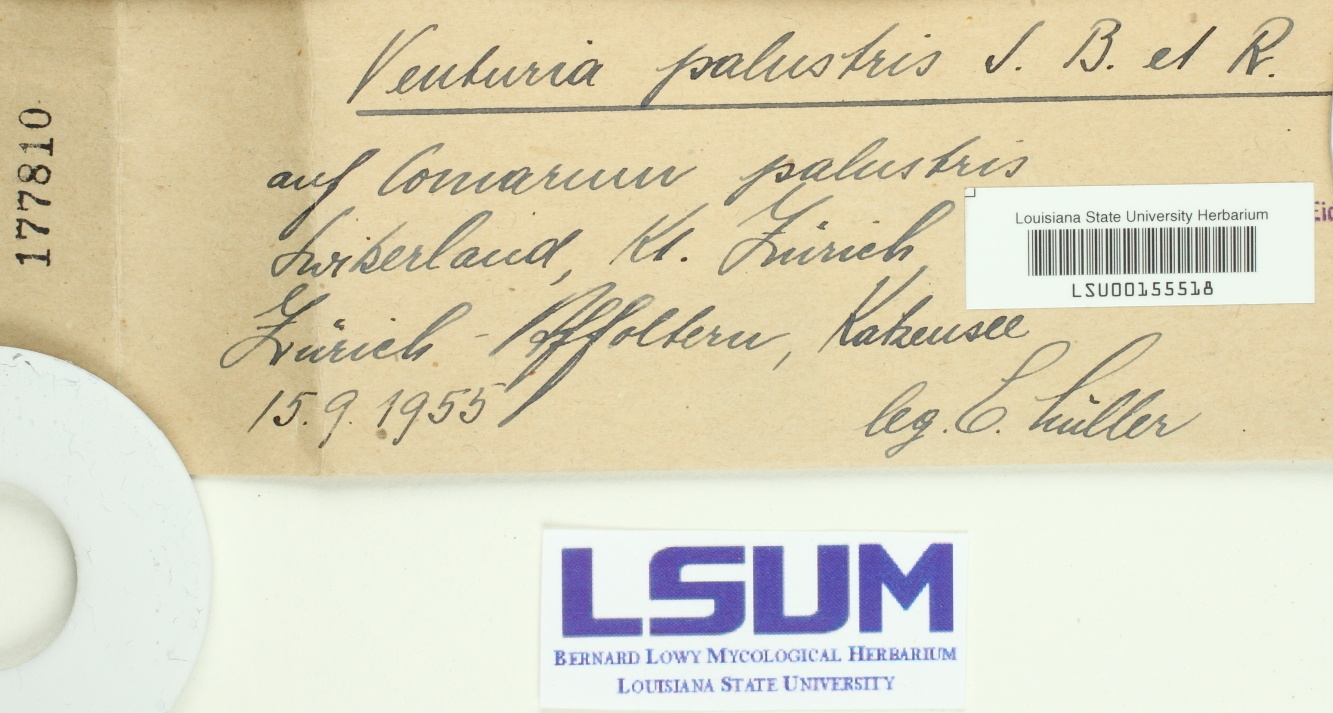 177810
Venturia palustris S. B. et R.
auf Comarum palustris
Switzerland, Kt. Zürich
Zürich - Affoltern, Katzensee
15.9.1955
leg. E. Müller
Louisiana State University Herbarium
LSU00155518
Eid
LSUM
BERNARD LOWY MYCOLOGICAL HERBARIUM
LOUISIANA STATE UNIVERSITY